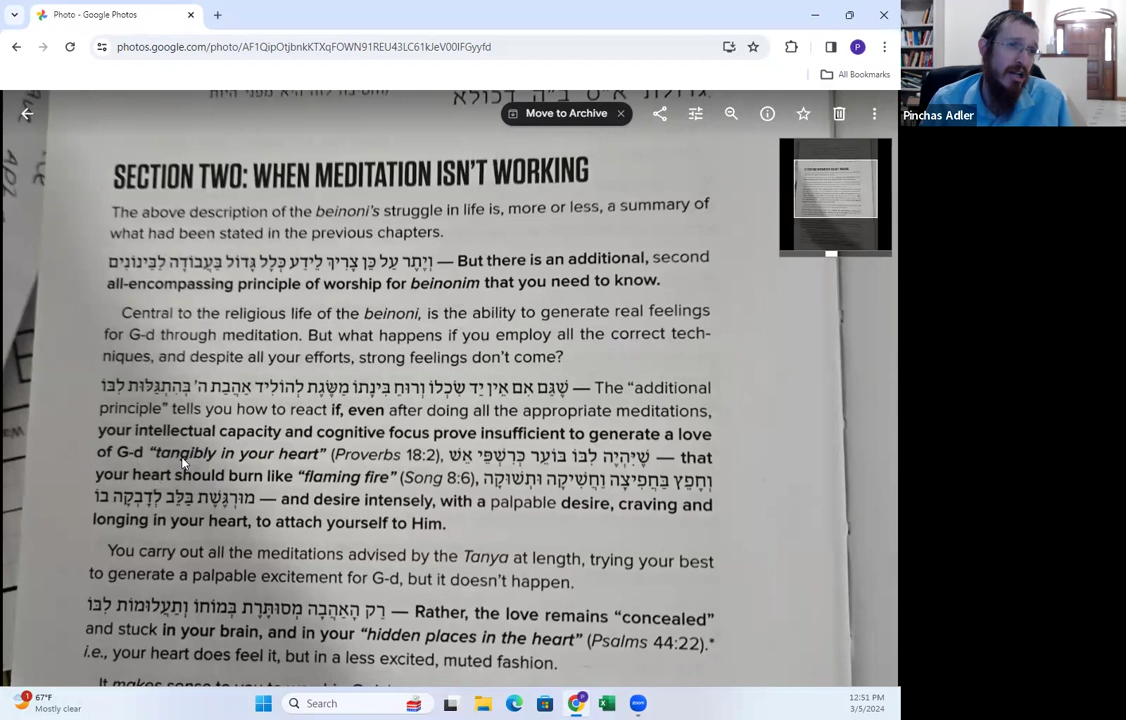 Photo - Google Photos
photos.google.com/photo/AF1QipOtjbnkKTXqFOWN91REU43LC61kJeV00IFGyyfd
All Bookmarks
Move to Archive
Pinchas Adler
SECTION TWO: WHEN MEDITATION ISN'T WORKING
The above description of the beinoni's struggle in life is, more or less, a summary of
what had been stated in the previous chapters.
וְיָתֵר עַל כֵּן צָרִיךְ לֵידַע כְּלָל גָּדוֹל בַּעֲבוֹדָה לַבֵּינוֹנִים — But there is an additional, second
all-encompassing principle of worship for beinonim that you need to know.
Central to the religious life of the beinoni, is the ability to generate real feelings
for G-d through meditation. But what happens if you employ all the correct tech-
niques, and despite all your efforts, strong feelings don't come?
שֶׁגַּם אִם אֵין יַד שִׂכְלוֹ וְרוּחַ בִּינָתוֹ מַשֶּׂגֶת לְהוֹלִיד אַהֲבַת ה' בְּהִתְגַּלּוּת לִבּוֹ — The "additional
principle" tells you how to react if, even after doing all the appropriate meditations,
your intellectual capacity and cognitive focus prove insufficient to generate a love
of G-d "tangibly in your heart" (Proverbs 18:2), שֶׁיִּהְיֶה לִבּוֹ בּוֹעֵר כְּרִשְׁפֵּי אֵשׁ — that
your heart should burn like "flaming fire" (Song 8:6), וְחָפֵץ בַּחֲפִיצָה וַחֲשִׁיקָה וּתְשׁוּקָה
מוּרְגֶּשֶׁת בַּלֵּב לְדָבְקָה בוֹ — and desire intensely, with a palpable desire, craving and
longing in your heart, to attach yourself to Him.
You carry out all the meditations advised by the Tanya at length, trying your best
to generate a palpable excitement for G-d, but it doesn't happen.
רַק הָאַהֲבָה מְסוּתֶּרֶת בְּמוֹחוֹ וְתַעֲלוּמוֹת לִבּוֹ — Rather, the love remains "concealed"
and stuck in your brain, and in your "hidden places in the heart" (Psalms 44:22).*
i.e., your heart does feel it, but in a less excited, muted fashion.
67°F
Mostly clear
Search
12:51 PM
3/5/2024